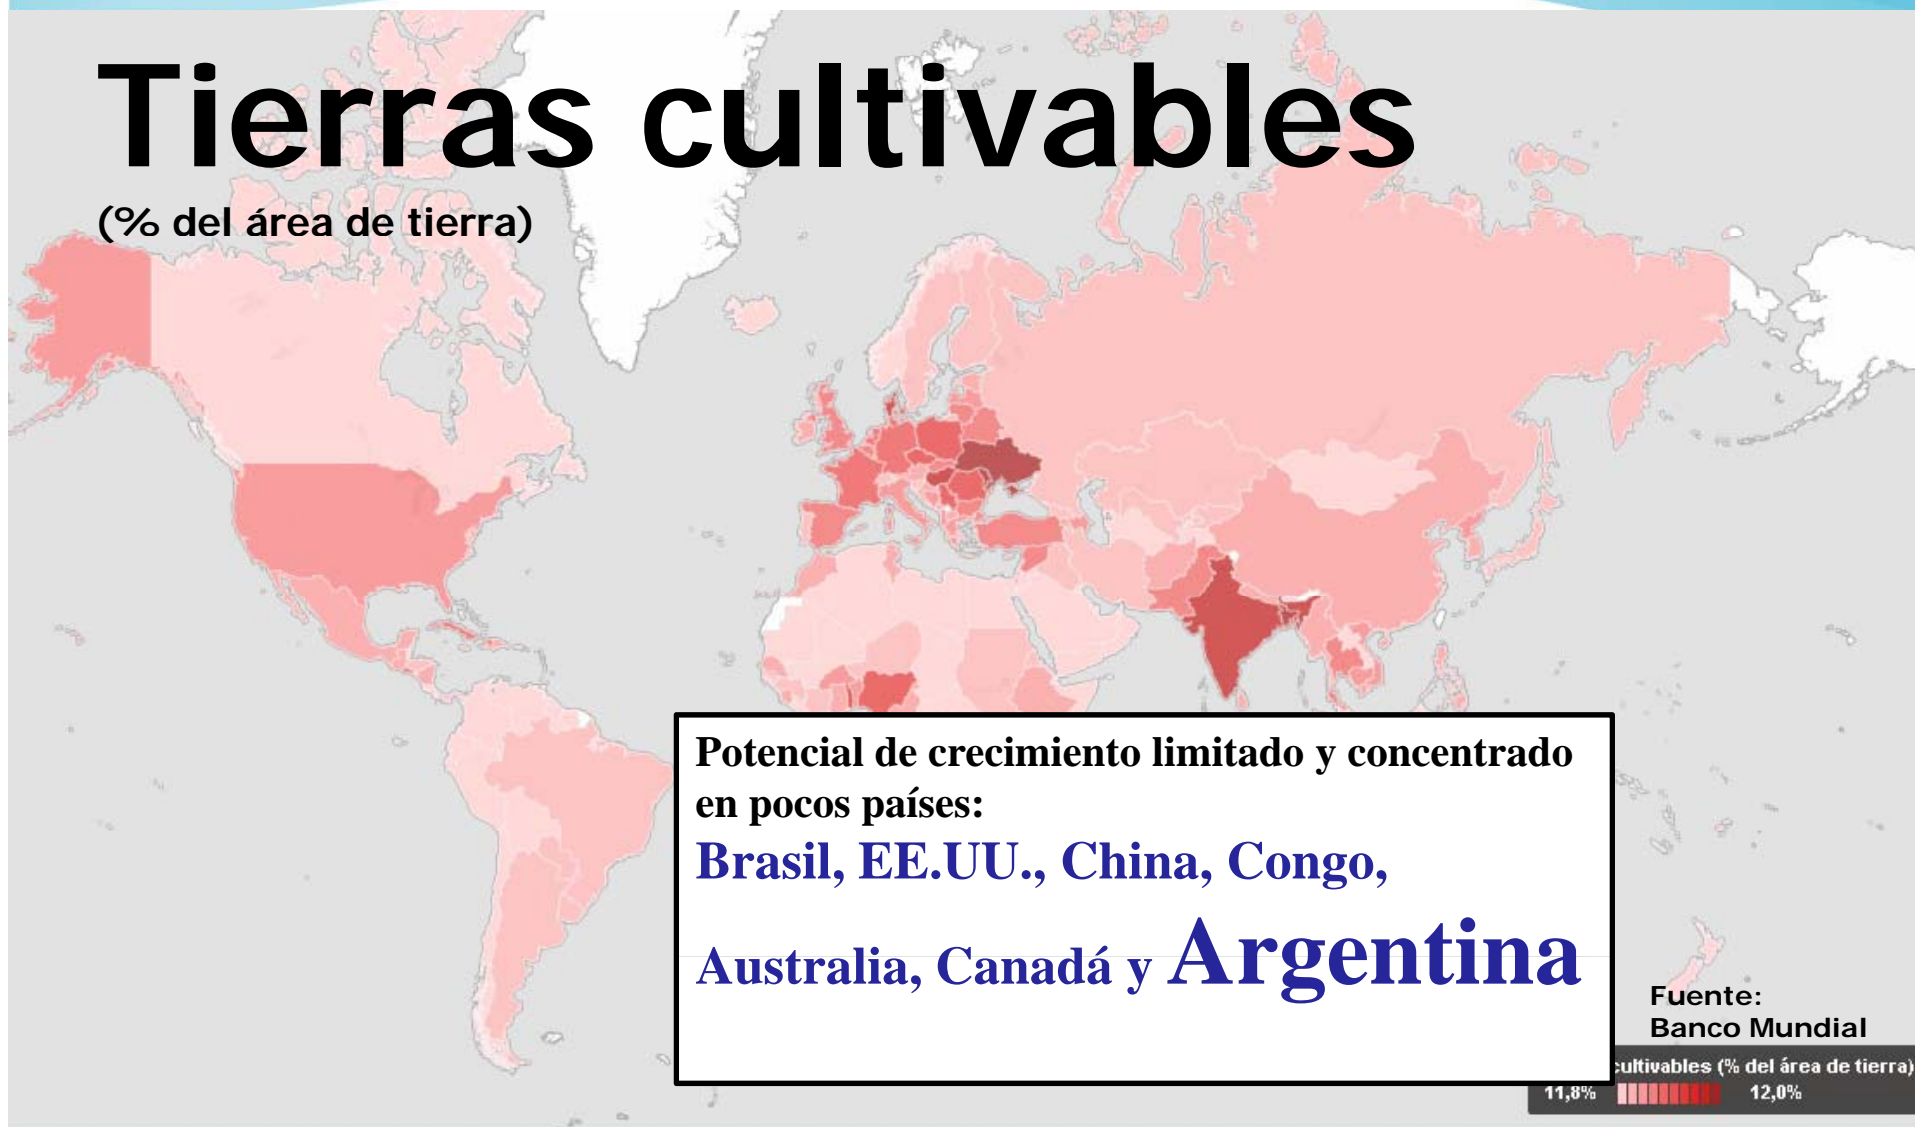 Tierras cultivables
(% del área de tierra)
Potencial de crecimiento limitado y concentrado
en pocos países:
Brasil, EE.UU., China, Congo,
Australia, Canadá y Argentina
Fuente:
Banco Mundial
cultivables (% del área de tierra)
11,8% 12,0%